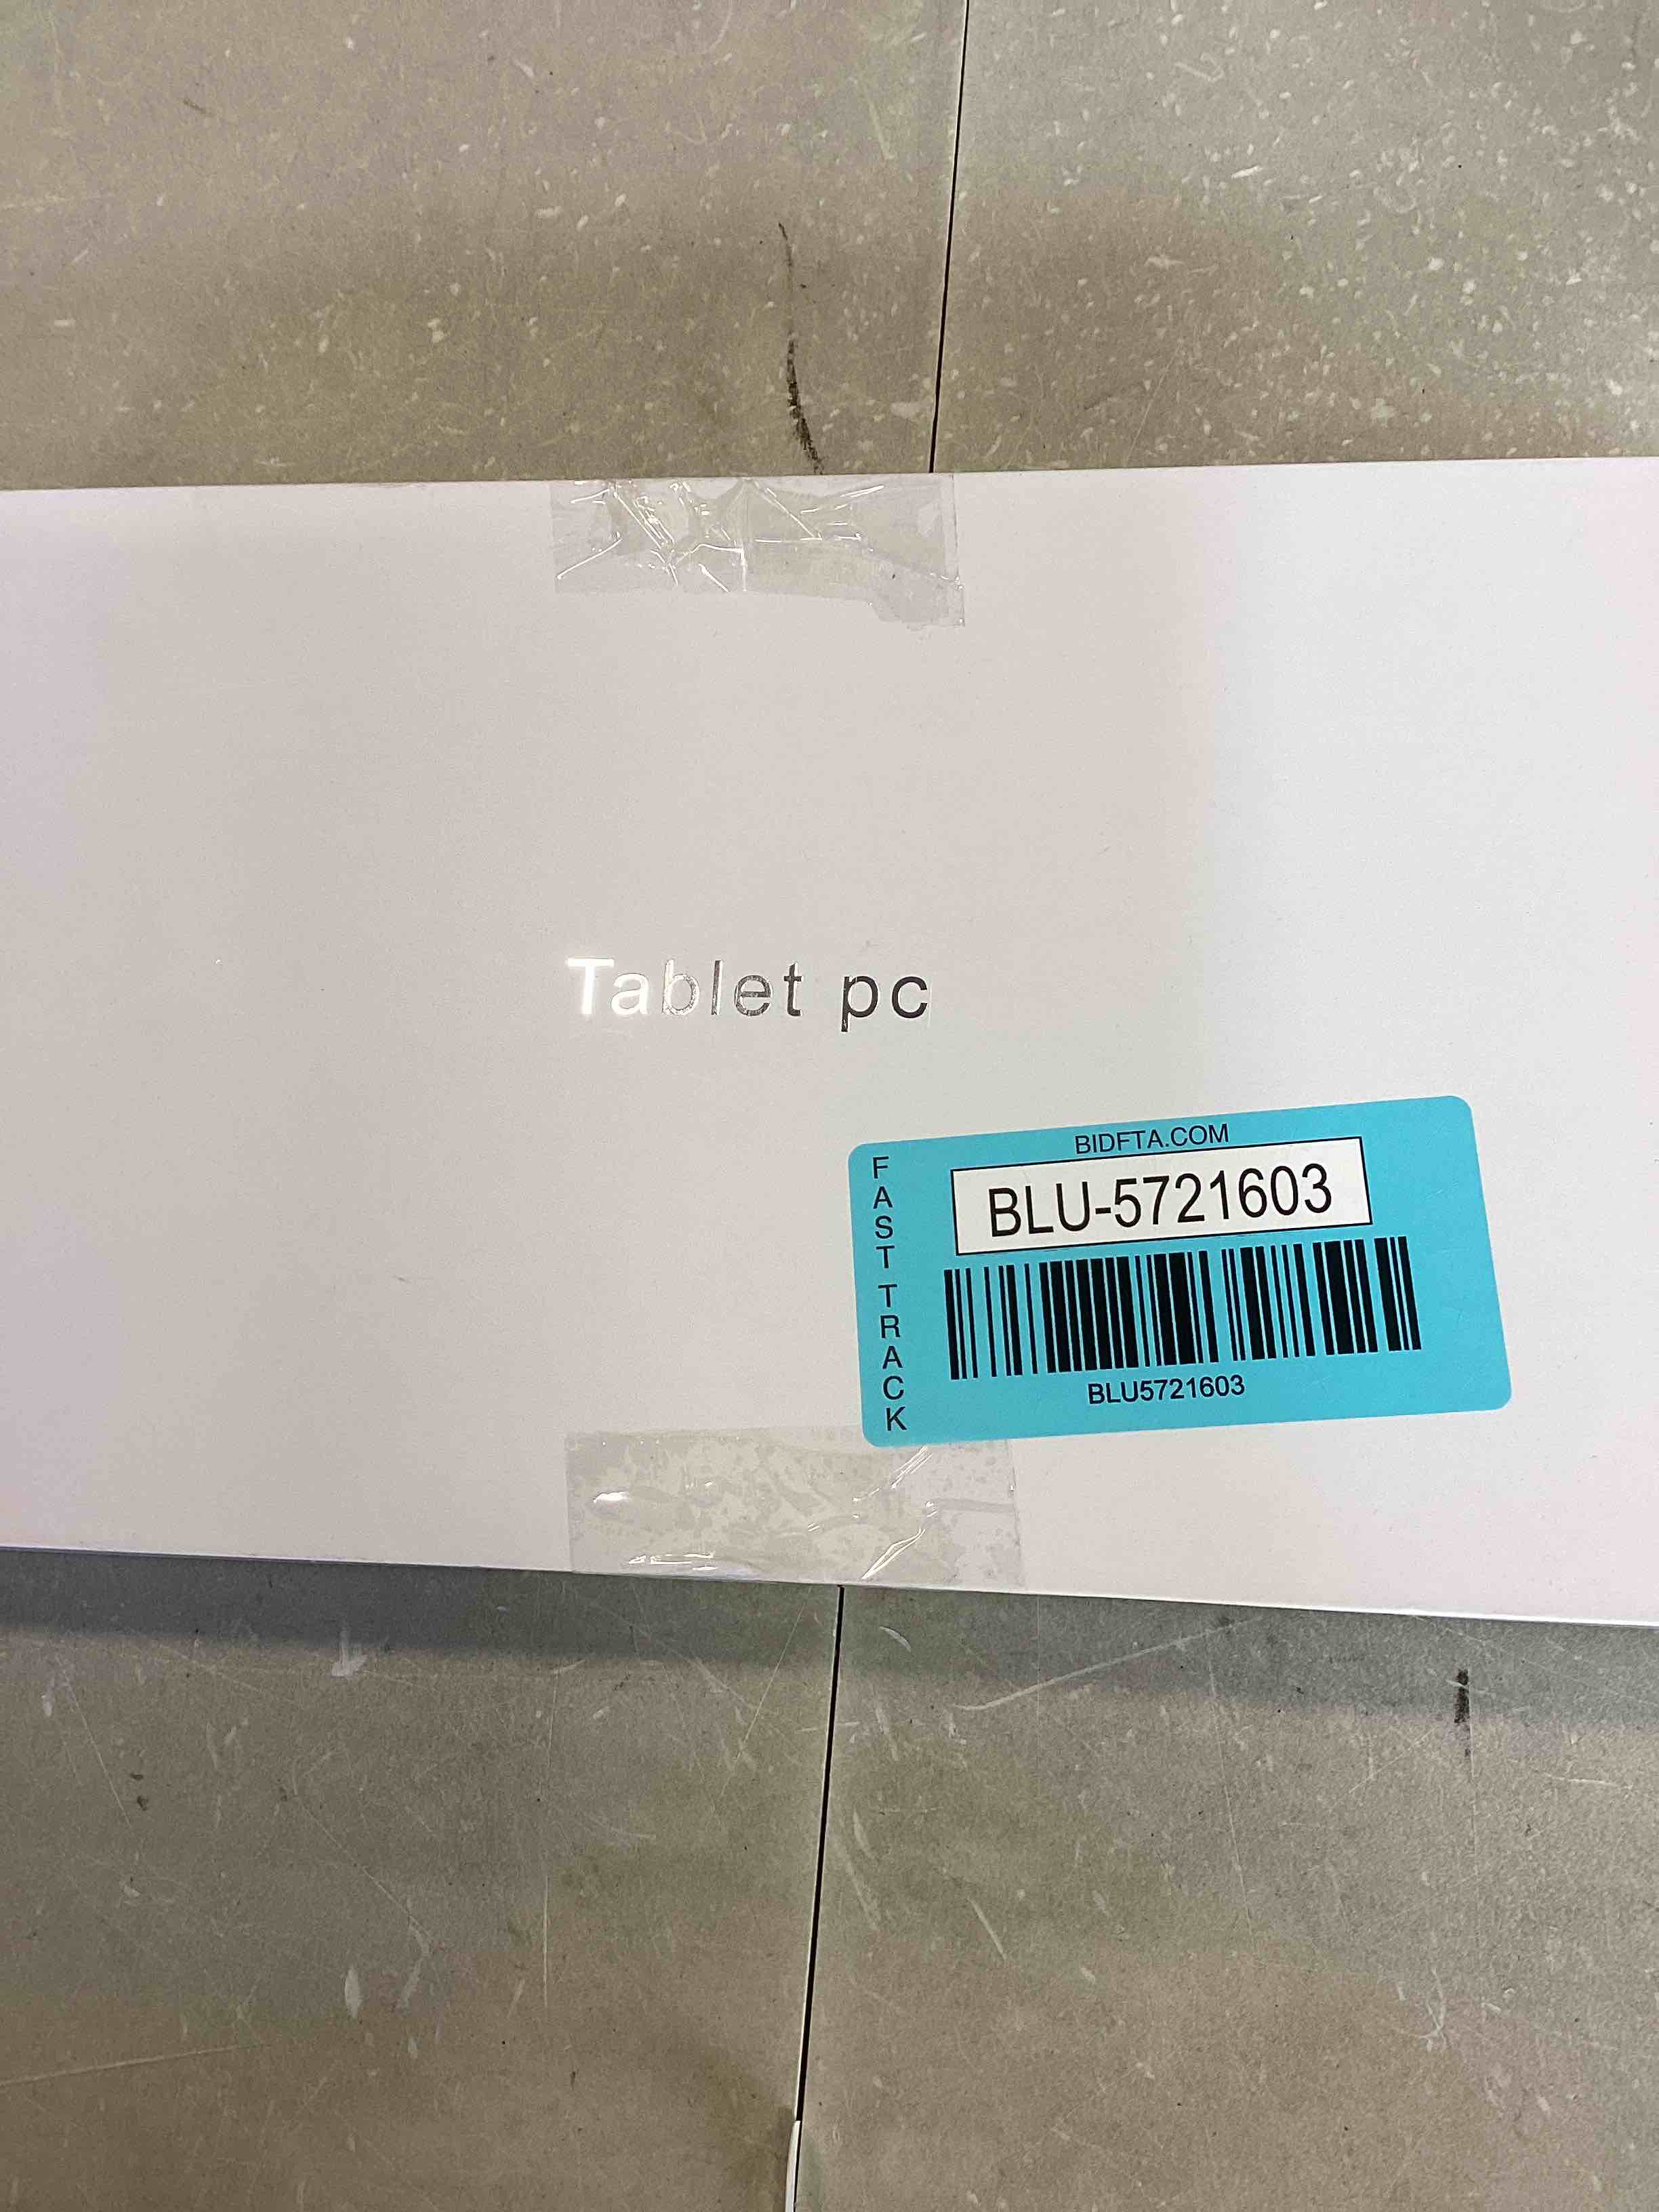 Tablet pc
BIDFTA.COM
FAST TRACK
BLU-5721603
BLU5721603